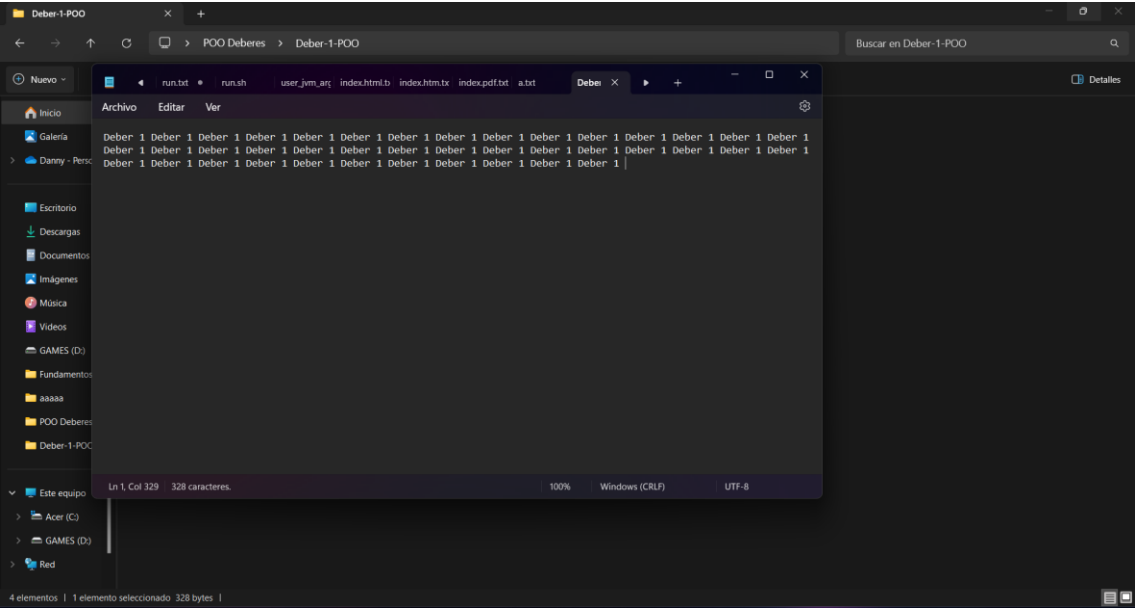 Deber-1-POO
POO Deberes > Deber-1-POO
Buscar en Deber-1-POO
Nuevo
Detalles
run.txt run.sh user_jvm_arg index.html.b index.htm.tx index.pdf.txt a.txt Deber
Archivo Editar Ver
Deber 1 Deber 1 Deber 1 Deber 1 Deber 1 Deber 1 Deber 1 Deber 1 Deber 1 Deber 1 Deber 1 Deber 1 Deber 1 Deber 1 Deber 1
Deber 1 Deber 1 Deber 1 Deber 1 Deber 1 Deber 1 Deber 1 Deber 1 Deber 1 Deber 1 Deber 1 Deber 1 Deber 1 Deber 1 Deber 1
Deber 1 Deber 1 Deber 1 Deber 1 Deber 1 Deber 1 Deber 1 Deber 1 Deber 1 Deber 1 Deber 1
Ln 1, Col 329 328 caracteres. 100% Windows (CRLF) UTF-8
Inicio
Galería
Danny - Perso
Escritorio
Descargas
Documentos
Imágenes
Música
Videos
GAMES (D:)
Fundamentos
aaaaa
POO Deberes
Deber-1-POO
Este equipo
Acer (C:)
GAMES (D:)
Red
4 elementos | 1 elemento seleccionado 328 bytes |